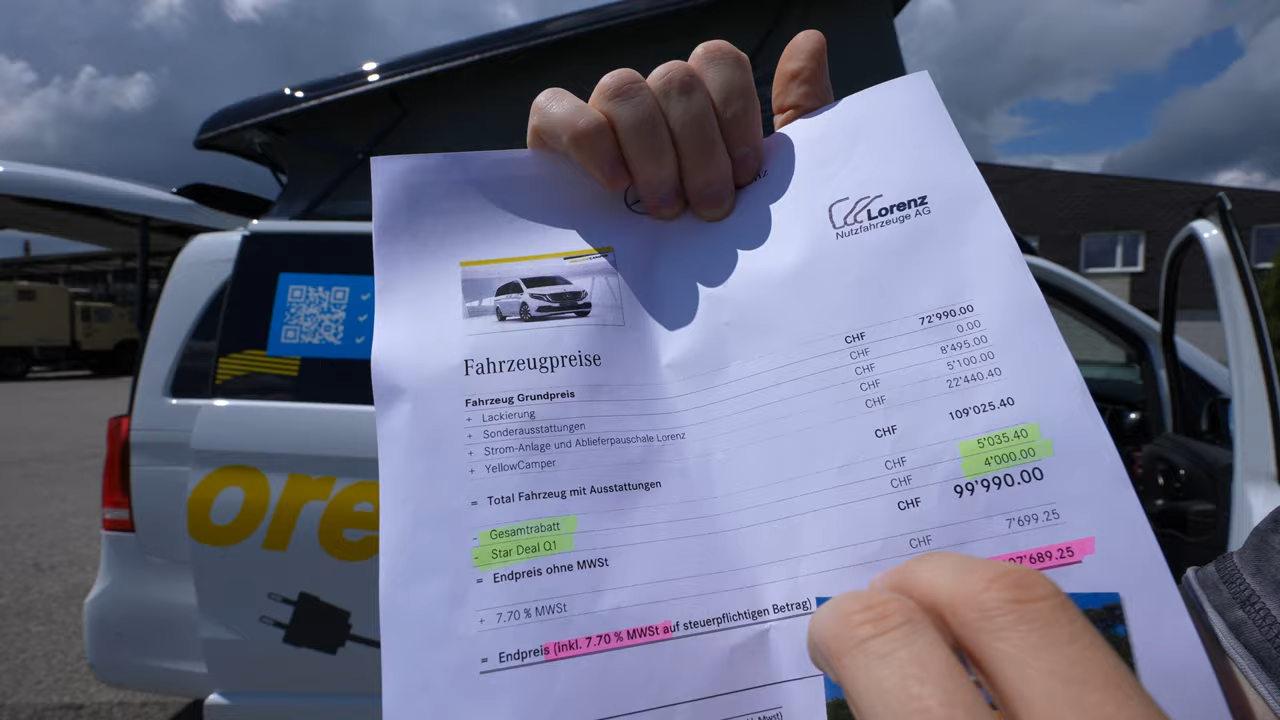 Lorenz
Nutzfahrzeuge AG
Fahrzeugpreise
Fahrzeug Grundpreis CHF 72'990.00
+ Lackierung CHF 0.00
+ Sonderausstattungen CHF 8'495.00
+ Strom-Anlage und Ablieferpauschale Lorenz CHF 5'100.00
+ YellowCamper CHF 22'440.40
= Total Fahrzeug mit Ausstattungen CHF 109'025.40
- Gesamtrabatt CHF 5'035.40
- Star Deal Q1 CHF 4'000.00
= Endpreis ohne MWSt CHF 99'990.00
+ 7.70 % MWSt CHF 7'699.25
= Endpreis (inkl. 7.70 % MWSt auf steuerpflichtigen Betrag) 07'689.25
MwSt)
ore